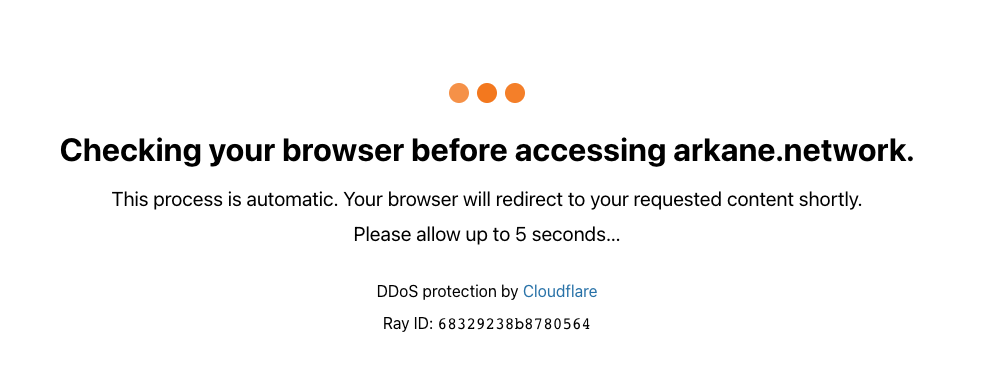 Checking your browser before accessing arkane.network.
This process is automatic. Your browser will redirect to your requested content shortly.
Please allow up to 5 seconds...
DDoS protection by Cloudflare
Ray ID: 68329238b8780564